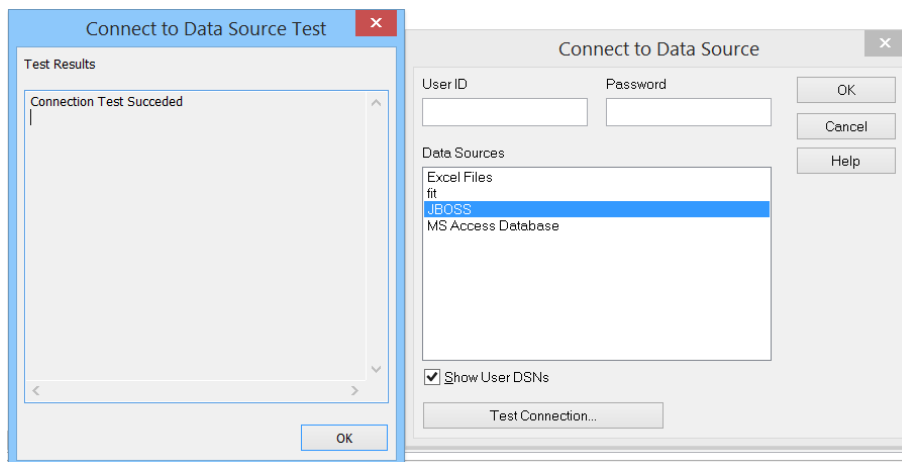 Connect to Data Source Test
Test Results
Connection Test Succeded
OK
Connect to Data Source
User ID
Password
OK
Cancel
Help
Data Sources
Excel Files
fit
JBOSS
MS Access Database
Show User DSNs
Test Connection...